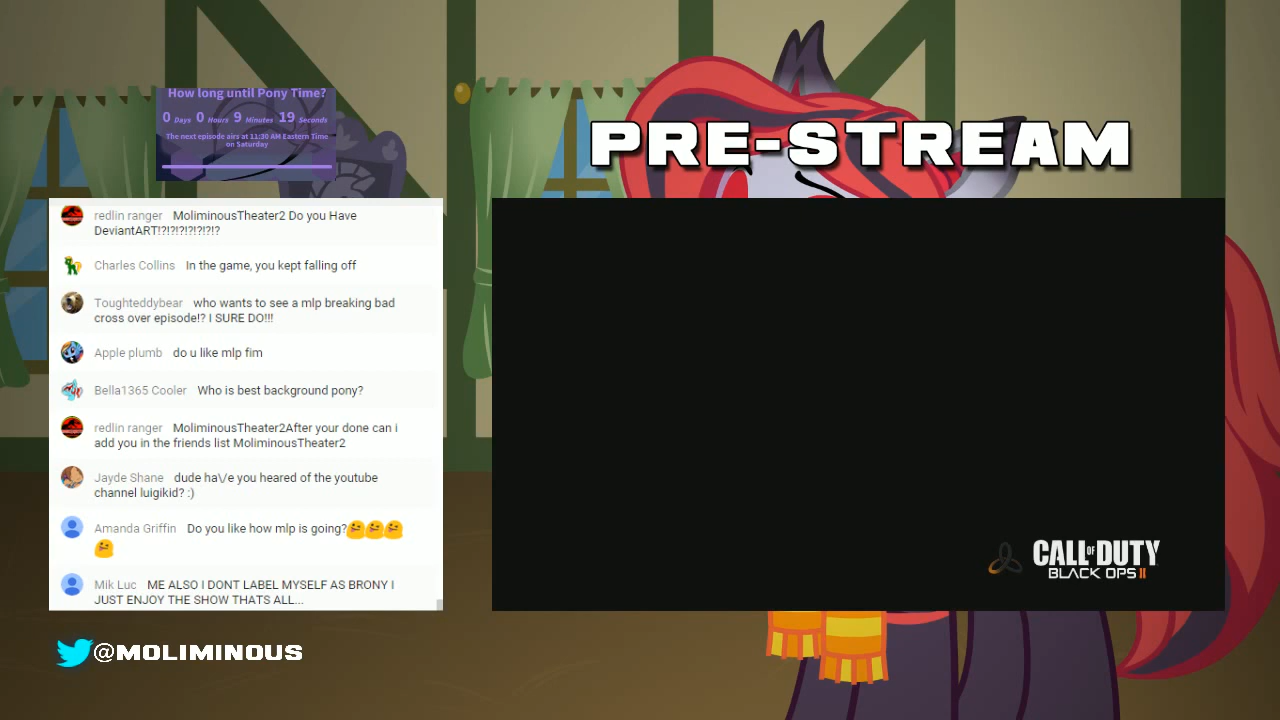 How long until Pony Time?
0 Days 0 Hours 9 Minutes 19 Seconds
The next episode airs at 11:30 AM Eastern Time
on Saturday
PRE-STREAM
redlin ranger MoliminousTheater2 Do you Have
DeviantART!?!?!?!?!?!?!?
Charles Collins In the game, you kept falling off
Toughteddybear who wants to see a mlp breaking bad
cross over episode!? I SURE DO!!!
Apple plumb do u like mlp fim
Bella1365 Cooler Who is best background pony?
redlin ranger MoliminousTheater2After your done can i
add you in the friends list MoliminousTheater2
Jayde Shane dude ha\/e you heared of the youtube
channel luigikid? :)
Amanda Griffin Do you like how mlp is going?
Mik Luc ME ALSO I DONT LABEL MYSELF AS BRONY I
JUST ENJOY THE SHOW THATS ALL...
CALL OF DUTY
BLACK OPS II
@MOLIMINOUS